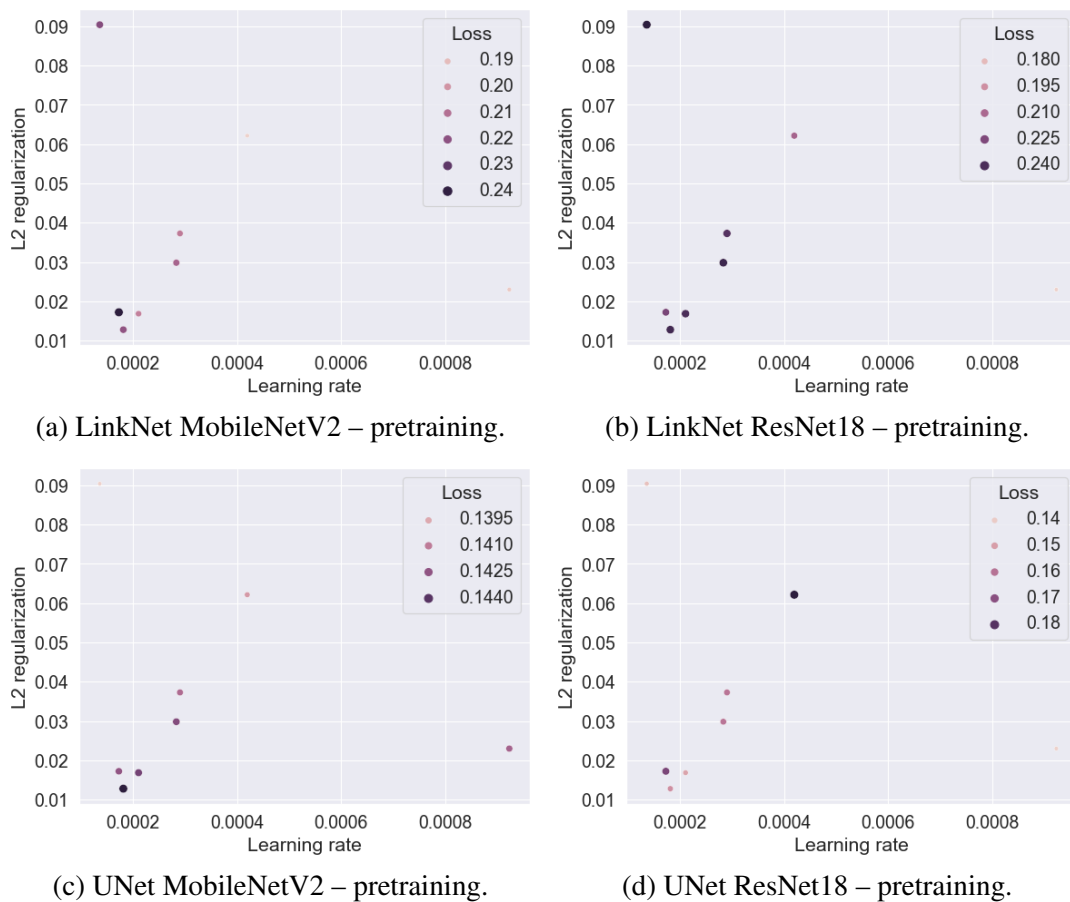 0.09
0.08
0.07
0.06
0.05
0.04
0.03
0.02
0.01
L2 regularization
0.0002 0.0004 0.0006 0.0008
Learning rate
Loss
0.19
0.20
0.21
0.22
0.23
0.24
(a) LinkNet MobileNetV2 – pretraining.
0.09
0.08
0.07
0.06
0.05
0.04
0.03
0.02
0.01
L2 regularization
0.0002 0.0004 0.0006 0.0008
Learning rate
Loss
0.180
0.195
0.210
0.225
0.240
(b) LinkNet ResNet18 – pretraining.
0.09
0.08
0.07
0.06
0.05
0.04
0.03
0.02
0.01
L2 regularization
0.0002 0.0004 0.0006 0.0008
Learning rate
Loss
0.1395
0.1410
0.1425
0.1440
(c) UNet MobileNetV2 – pretraining.
0.09
0.08
0.07
0.06
0.05
0.04
0.03
0.02
0.01
L2 regularization
0.0002 0.0004 0.0006 0.0008
Learning rate
Loss
0.14
0.15
0.16
0.17
0.18
(d) UNet ResNet18 – pretraining.